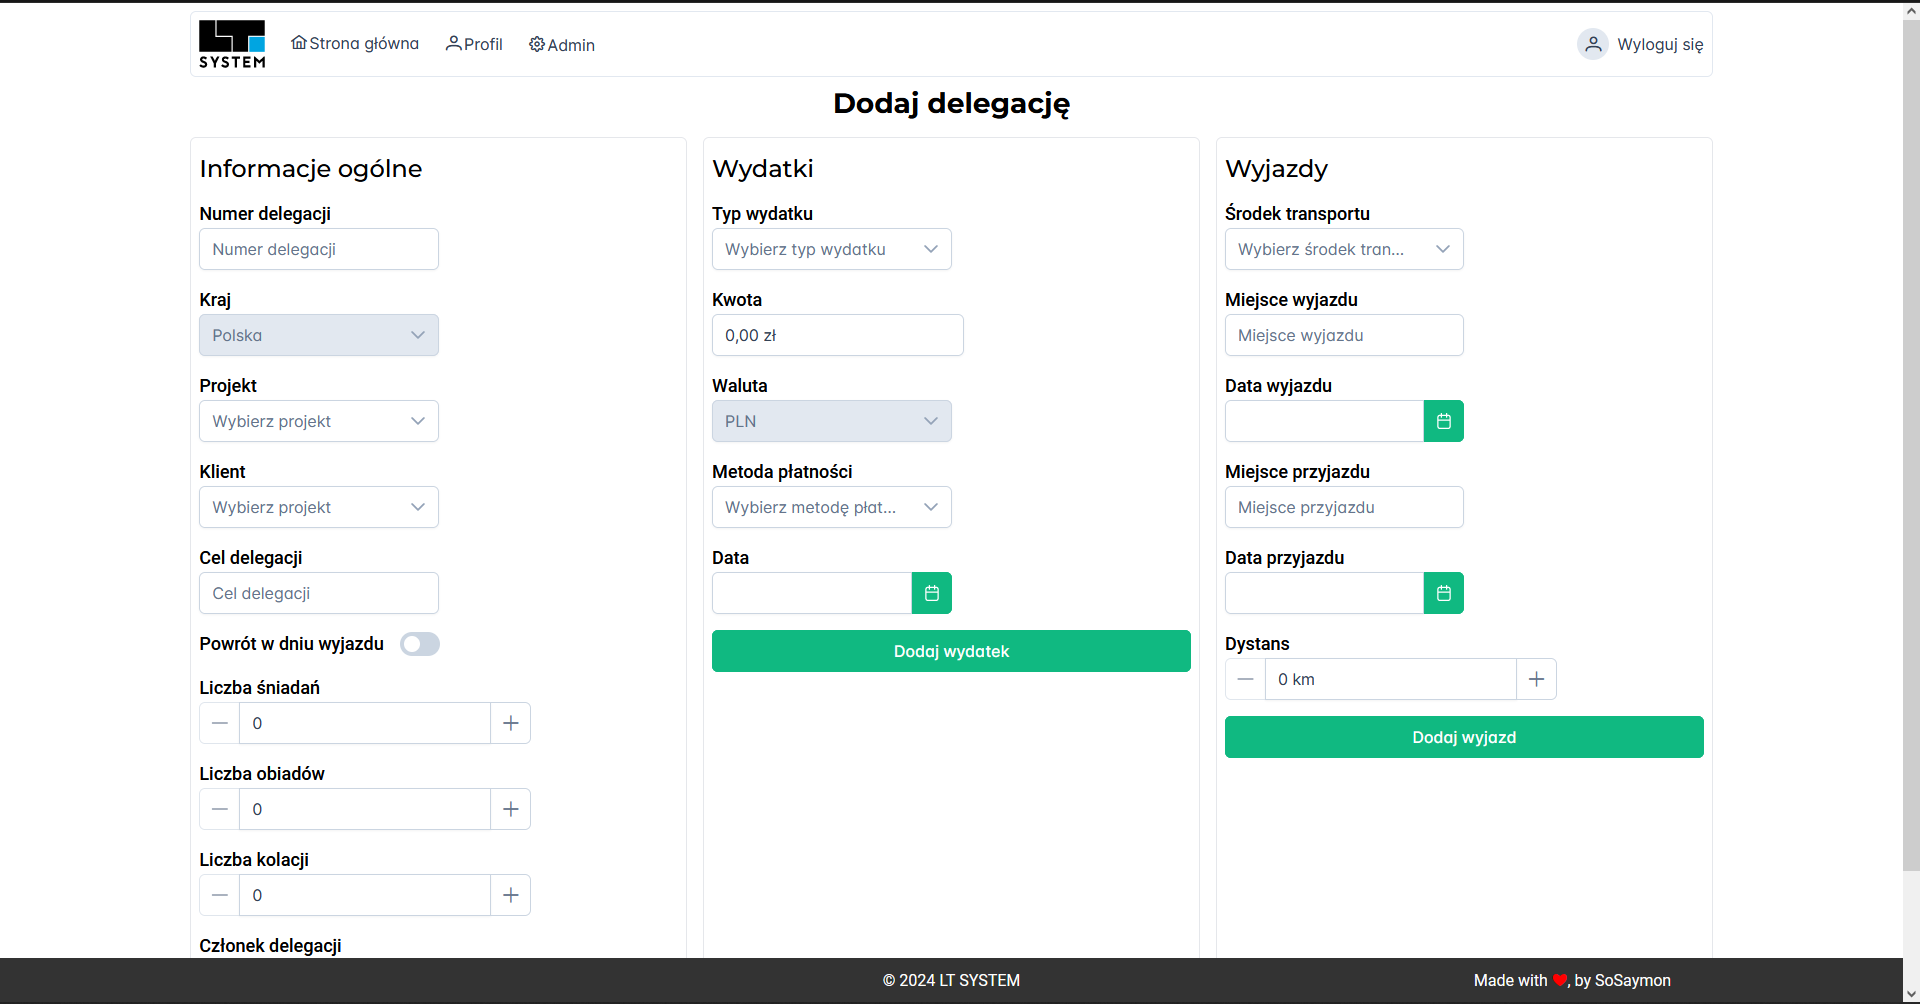 LT
SYSTEM
Strona główna
Profil
Admin
Wyloguj się
Dodaj delegację
Informacje ogólne
Numer delegacji
Numer delegacji
Kraj
Polska
Projekt
Wybierz projekt
Klient
Wybierz projekt
Cel delegacji
Cel delegacji
Powrót w dniu wyjazdu
Liczba śniadań
0
Liczba obiadów
0
Liczba kolacji
0
Członek delegacji
Wydatki
Typ wydatku
Wybierz typ wydatku
Kwota
0,00 zł
Waluta
PLN
Metoda płatności
Wybierz metodę płat...
Data
Dodaj wydatek
Wyjazdy
Środek transportu
Wybierz środek tran...
Miejsce wyjazdu
Miejsce wyjazdu
Data wyjazdu
Miejsce przyjazdu
Miejsce przyjazdu
Data przyjazdu
Dystans
0 km
Dodaj wyjazd
© 2024 LT SYSTEM
Made with ❤️, by SoSaymon